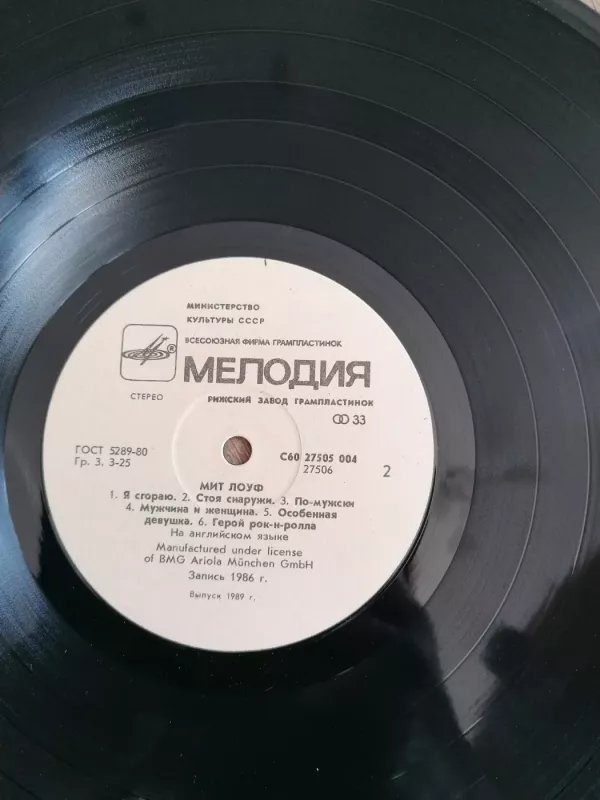 МИНИСТЕРСТВО
КУЛЬТУРЫ СССР
ВСЕСОЮЗНАЯ ФИРМА ГРАМПЛАСТИНОК
® МЕЛОДИЯ
СТЕРЕО РИЖСКИЙ ЗАВОД ГРАМПЛАСТИНОК
33
ГОСТ 5289-80 С60 27505 004
Гр. 3. 3-25 27506 2
МИТ ЛОУФ
1. Я сгораю. 2. Стоя снаружи. 3. По-мужски
4. Мужчина и женщина. 5. Особенная
девушка. 6. Герой рок-н-ролла
На английском языке
Manufactured under license
of BMG Ariola München GmbH
Запись 1986 г.
Выпуск 1989 г.